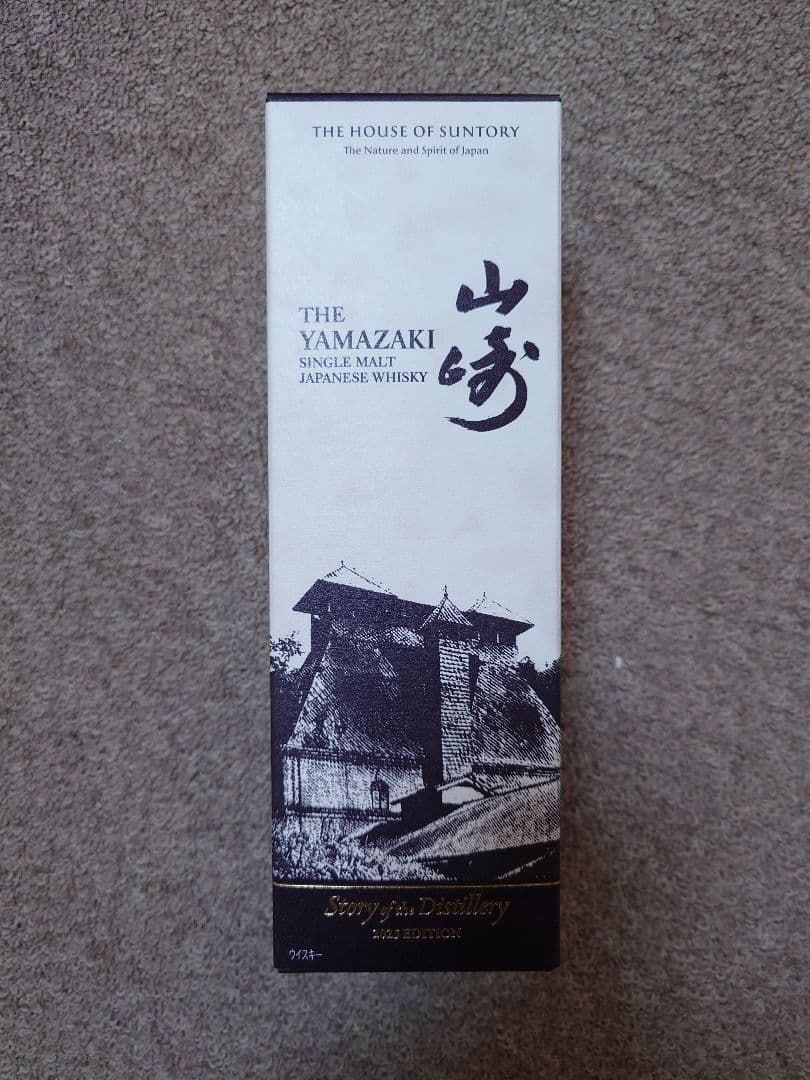 THE HOUSE OF SUNTORY
The Nature and Spirit of Japan
山崎
THE
YAMAZAKI
SINGLE MALT
JAPANESE WHISKY
Story of the Distillery
2025 EDITION
ウイスキー